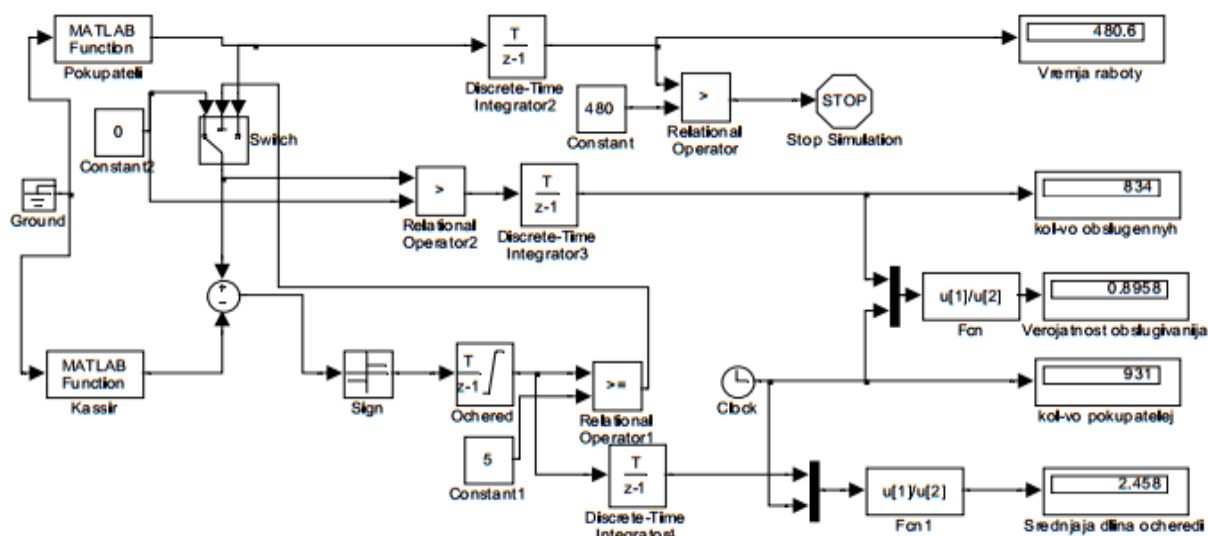 MATLAB
Function
Pokupateli
T
z-1
Discrete-Time
Integrator2
480.6
Vremja raboty
480
Constant
>
Relational
Operator
STOP
Stop Simulation
0
Constant2
Switch
Ground
>
Relational
Operator2
T
z-1
Discrete-Time
Integrator3
834
kol-vo obslugennyh
+
-
u[1]/u[2]
Fcn
0.8958
Verojatnost obslugivanija
MATLAB
Function
Kassir
Sign
T
z-1
Ochered
>=
Relational
Operator1
Clock
931
kol-vo pokupatelej
5
Constant1
T
z-1
Discrete-Time
Integrator4
u[1]/u[2]
Fcn1
2.458
Srednjaja dlina ocheredi